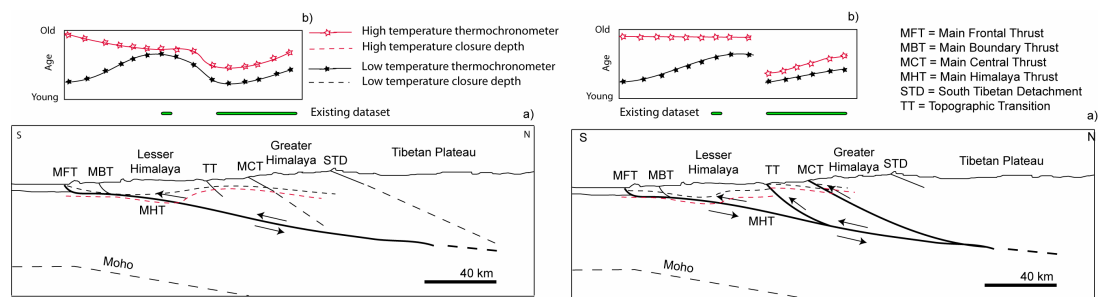 b)
Old
Age
Young
High temperature thermochronometer
High temperature closure depth
Low temperature thermochronometer
Low temperature closure depth
Existing dataset
a)
S
N
MFT
MBT
Lesser
Himalaya
TT
MCT
Greater
Himalaya
STD
Tibetan Plateau
MHT
Moho
40 km
b)
Old
Age
Young
MFT = Main Frontal Thrust
MBT = Main Boundary Thrust
MCT = Main Central Thrust
MHT = Main Himalaya Thrust
STD = South Tibetan Detachment
TT = Topographic Transition
Existing dataset
a)
S
N
MFT
MBT
Lesser
Himalaya
TT
MCT
Greater
Himalaya
STD
Tibetan Plateau
MHT
Moho
40 km